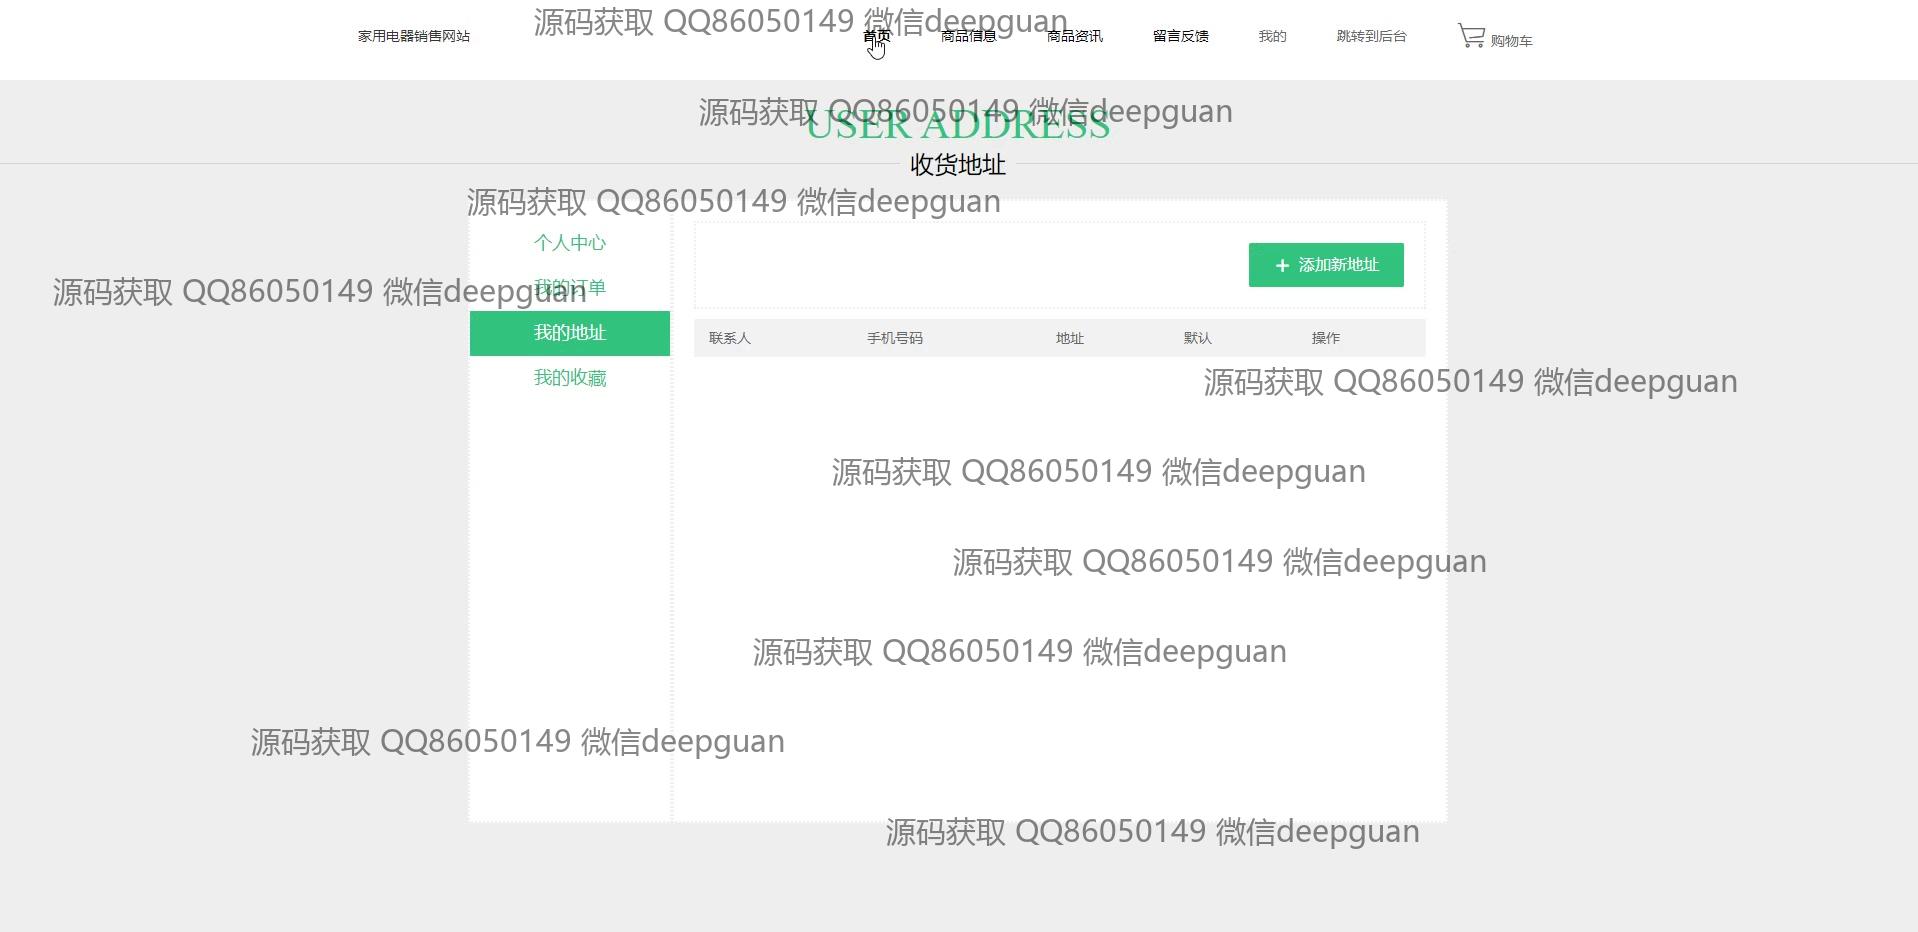 源码获取 QQ86050149 微信deepguan
家用电器销售网站 首页 商品信息 商品资讯 留言反馈 我的 跳转到后台 购物车
源码获取 QQ86050149 微信deepguan
USER ADDRESS
收货地址
源码获取 QQ86050149 微信deepguan
个人中心
添加新地址
源码获取 QQ86050149 微信deepguan
我的订单
我的地址
联系人 手机号码 地址 默认 操作
我的收藏
源码获取 QQ86050149 微信deepguan
源码获取 QQ86050149 微信deepguan
源码获取 QQ86050149 微信deepguan
源码获取 QQ86050149 微信deepguan
源码获取 QQ86050149 微信deepguan
源码获取 QQ86050149 微信deepguan